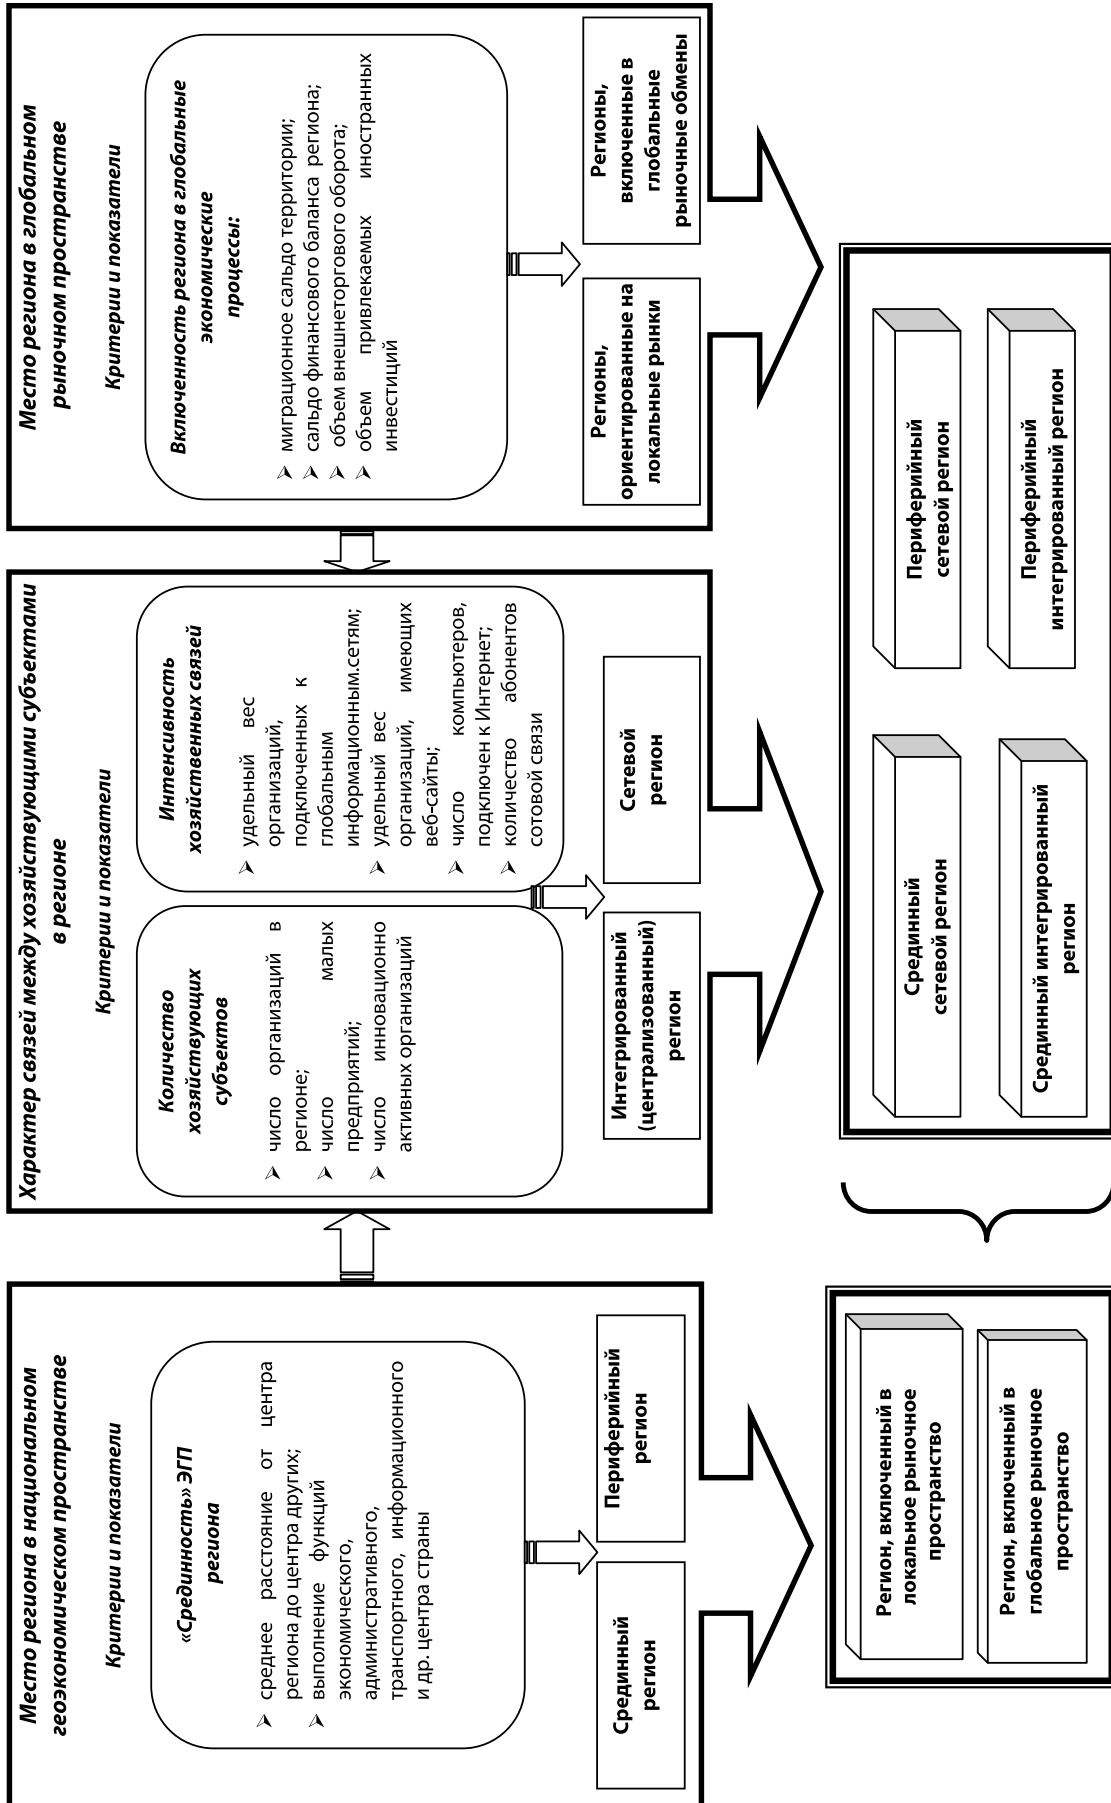 Место региона в национальном
геоэкономическом пространстве
Критерии и показатели
«Срединность» ЭГП
региона
среднее расстояние от центра
региона до центра других;
выполнение функций
экономического,
административного,
транспортного, информационного
и др. центра страны
Срединный
регион
Периферийный
регион
Характер связей между хозяйствующими субъектами
в регионе
Критерии и показатели
Количество
хозяйствующих
субъектов
число организаций в
регионе;
число малых
предприятий;
число инновационно
активных организаций
Интенсивность
хозяйственных связей
удельный вес
организаций,
подключенных к
глобальным
информационным.сетям;
удельный вес
организаций, имеющих
веб-сайты;
число компьютеров,
подключен к Интернет;
количество абонентов
сотовой связи
Интегрированный
(централизованный)
регион
Сетевой
регион
Место региона в глобальном
рыночном пространстве
Критерии и показатели
Включенность региона в глобальные
экономические
процессы:
миграционное сальдо территории;
сальдо финансового баланса региона;
объем внешнеторгового оборота;
объем привлекаемых иностранных
инвестиций
Регионы,
ориентированные на
локальные рынки
Регионы,
включенные в
глобальные
рыночные обмены
Регион, включенный в
локальное рыночное
пространство
Регион, включенный в
глобальное рыночное
пространство
Срединный
сетевой регион
Периферийный
сетевой регион
Срединный интегрированный
регион
Периферийный
интегрированный регион